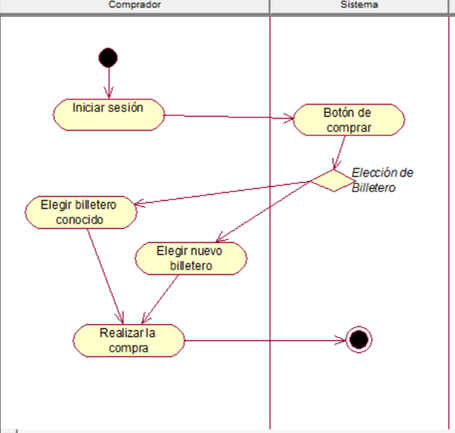 Comprador
Sistema
Iniciar sesión
Botón de
comprar
Elección de
Billetero
Elegir billetero
conocido
Elegir nuevo
billetero
Realizar la
compra